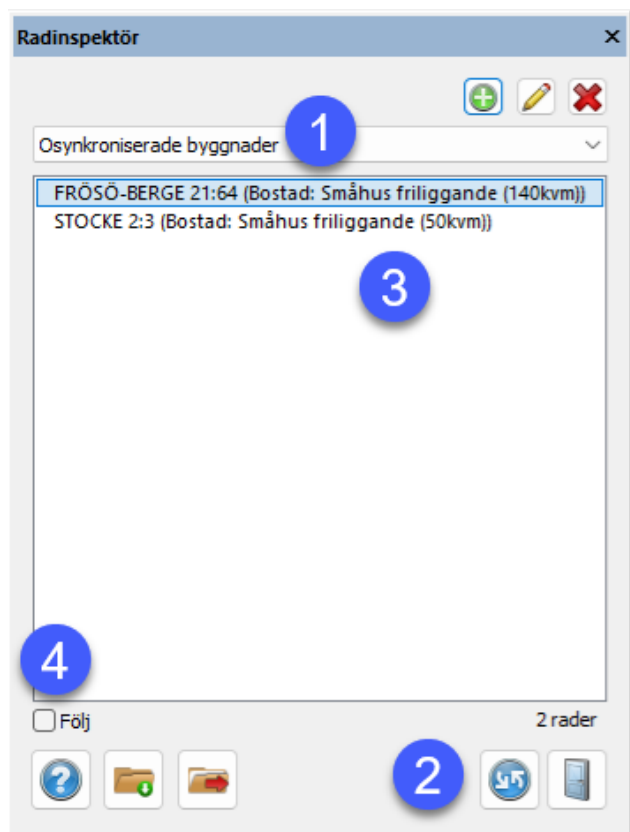 Radinspektör
1
Osynkroniserade byggnader
FRÖSÖ-BERGE 21:64 (Bostad: Småhus friliggande (140kvm))
STOCKE 2:3 (Bostad: Småhus friliggande (50kvm))
3
4
Följ
2 rader
2